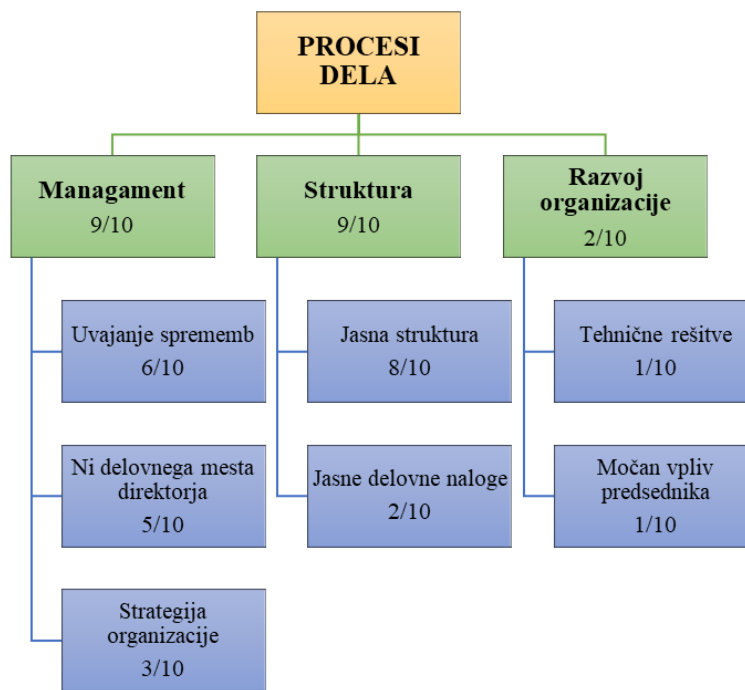 PROCESI
DELA
Managament
9/10
Struktura
9/10
Razvoj
organizacije
2/10
Uvajanje sprememb
6/10
Ni delovnega mesta
direktorja
5/10
Strategija
organizacije
3/10
Jasna struktura
8/10
Jasne delovne naloge
2/10
Tehnične rešitve
1/10
Močan vpliv
predsednika
1/10